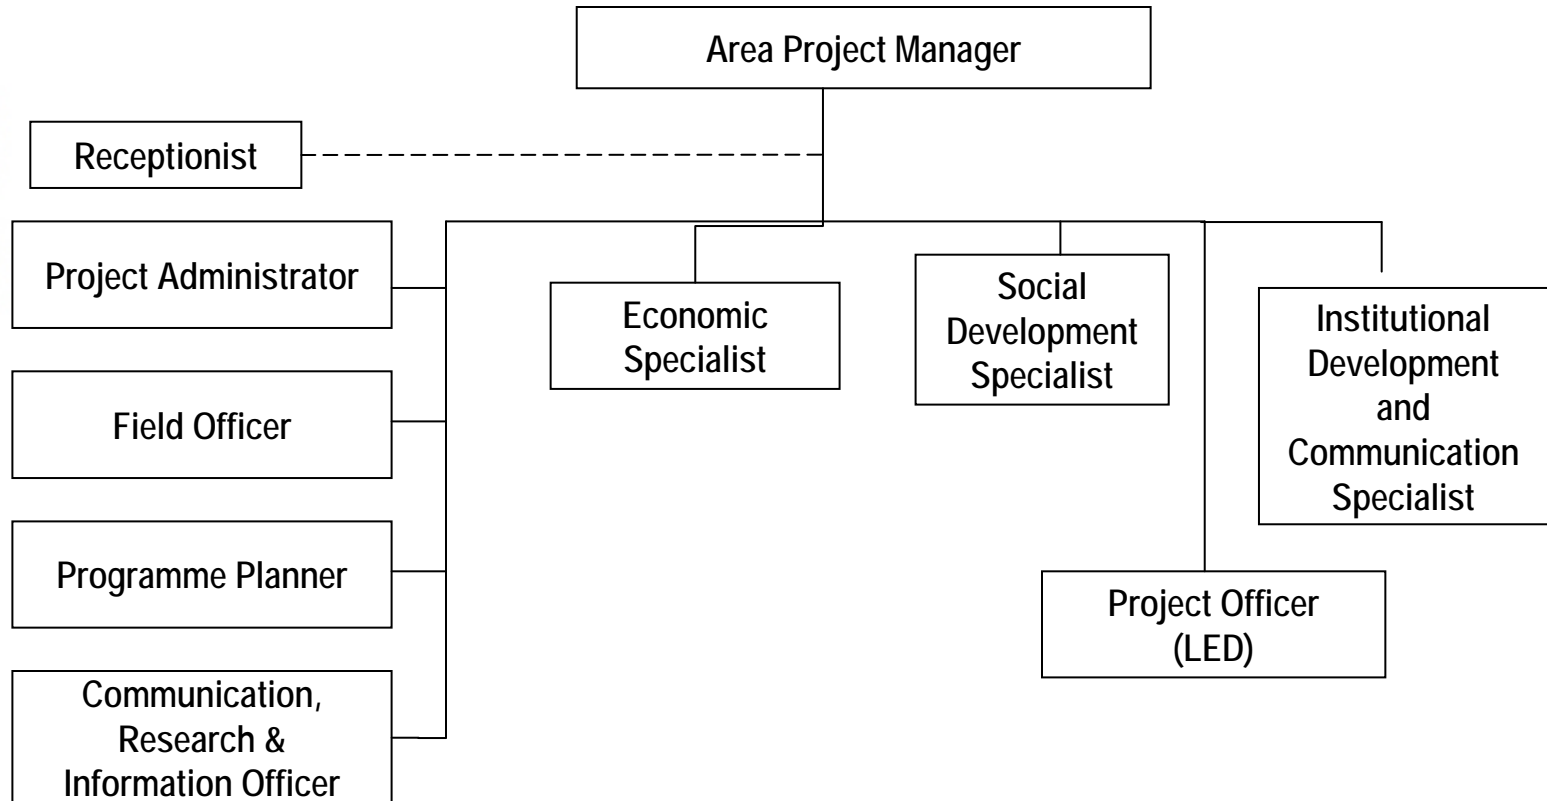 Area Project Manager
Receptionist
Project Administrator
Field Officer
Programme Planner
Communication,
Research &
Information Officer
Economic
Specialist
Social
Development
Specialist
Institutional
Development
and
Communication
Specialist
Project Officer
(LED)